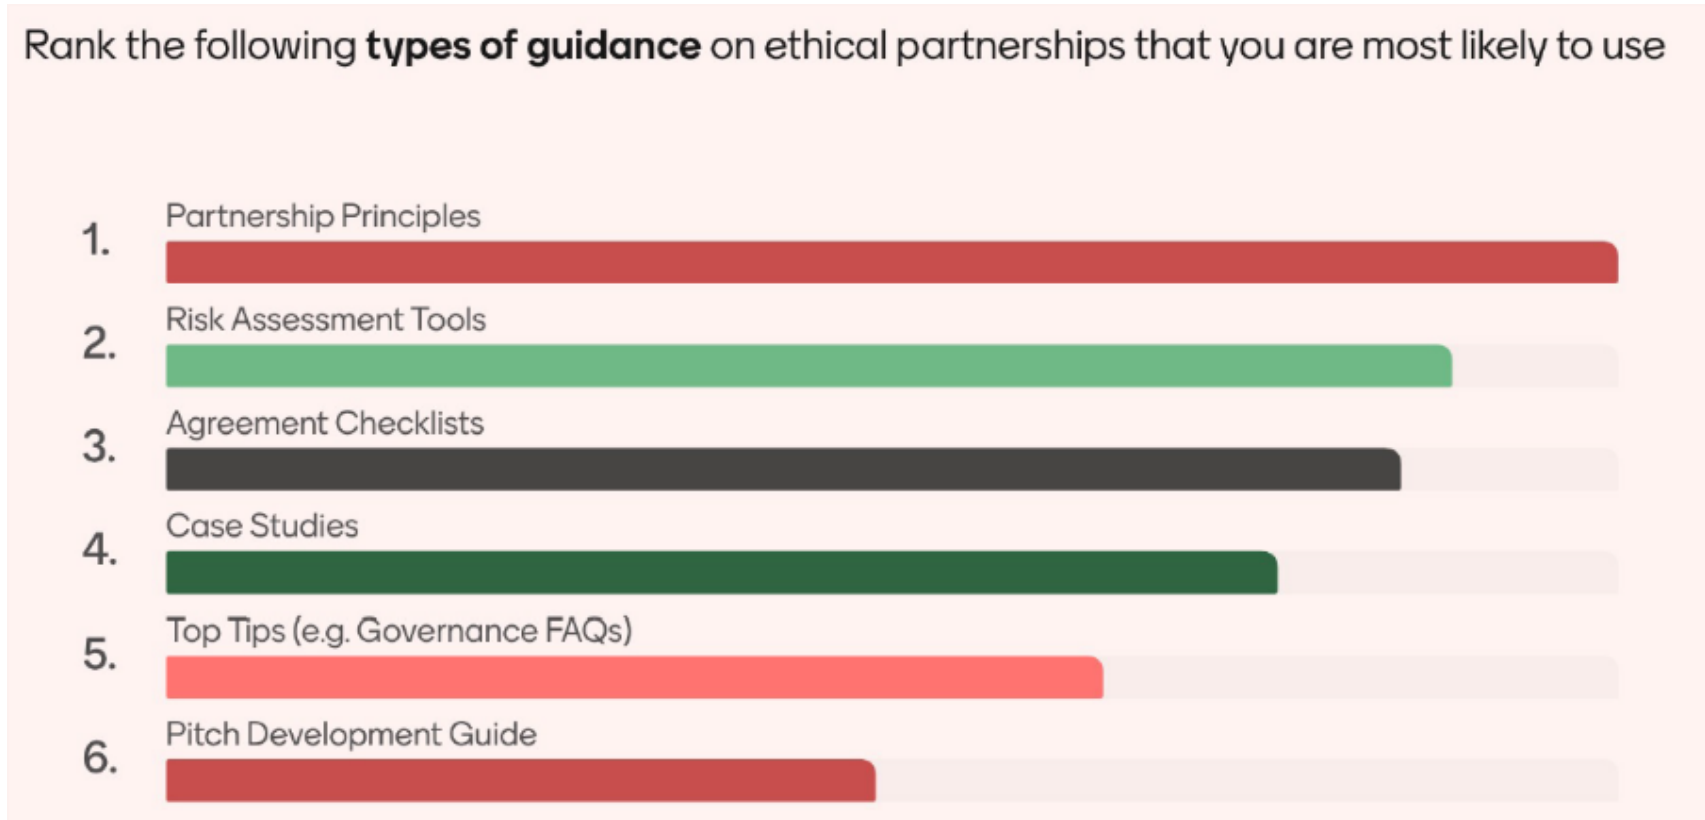 Rank the following types of guidance on ethical partnerships that you are most likely to use
1. Partnership Principles
2. Risk Assessment Tools
3. Agreement Checklists
4. Case Studies
5. Top Tips (e.g. Governance FAQs)
6. Pitch Development Guide